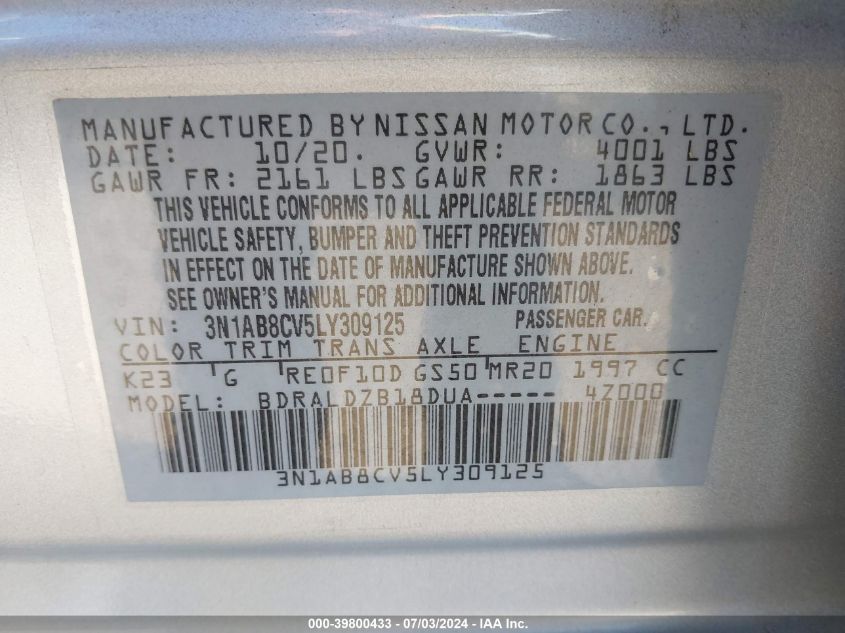 MANUFACTURED BY NISSAN MOTOR CO., LTD.
DATE: 10/20. GVWR: 4001 LBS
GAWR FR: 2161 LBS GAWR RR: 1863 LBS
THIS VEHICLE CONFORMS TO ALL APPLICABLE FEDERAL MOTOR
VEHICLE SAFETY, BUMPER AND THEFT PREVENTION STANDARDS
IN EFFECT ON THE DATE OF MANUFACTURE SHOWN ABOVE.
SEE OWNER'S MANUAL FOR ADDITIONAL INFORMATION.
VIN: 3N1AB8CV5LY309125 PASSENGER CAR.
COLOR TRIM TRANS AXLE ENGINE
K23 G RE0F10D GS50 MR20 1997 CC
MODEL: BDRALDZB18DUA----- 4Z000
3N1AB8CV5LY309125
000-39800433 - 07/03/2024 - IAA Inc.